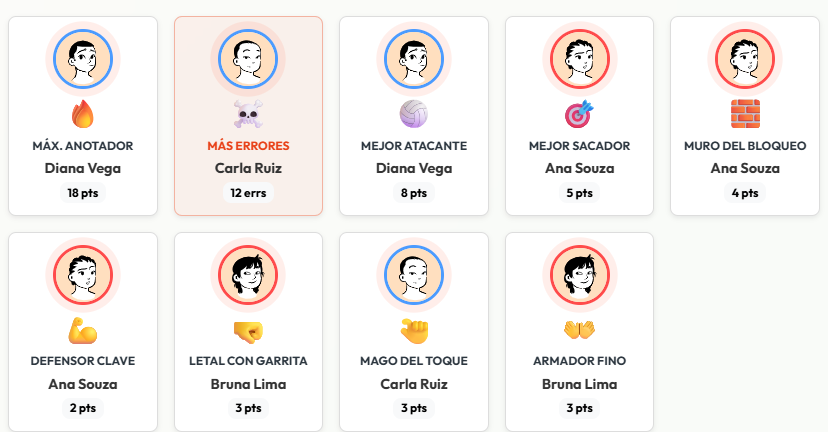 MÁX. ANOTADOR
Diana Vega
18 pts
MÁS ERRORES
Carla Ruiz
12 errs
MEJOR ATACANTE
Diana Vega
8 pts
MEJOR SACADOR
Ana Souza
5 pts
MURO DEL BLOQUEO
Ana Souza
4 pts
DEFENSOR CLAVE
Ana Souza
2 pts
LETAL CON GARRITA
Bruna Lima
3 pts
MAGO DEL TOQUE
Carla Ruiz
3 pts
ARMADOR FINO
Bruna Lima
3 pts